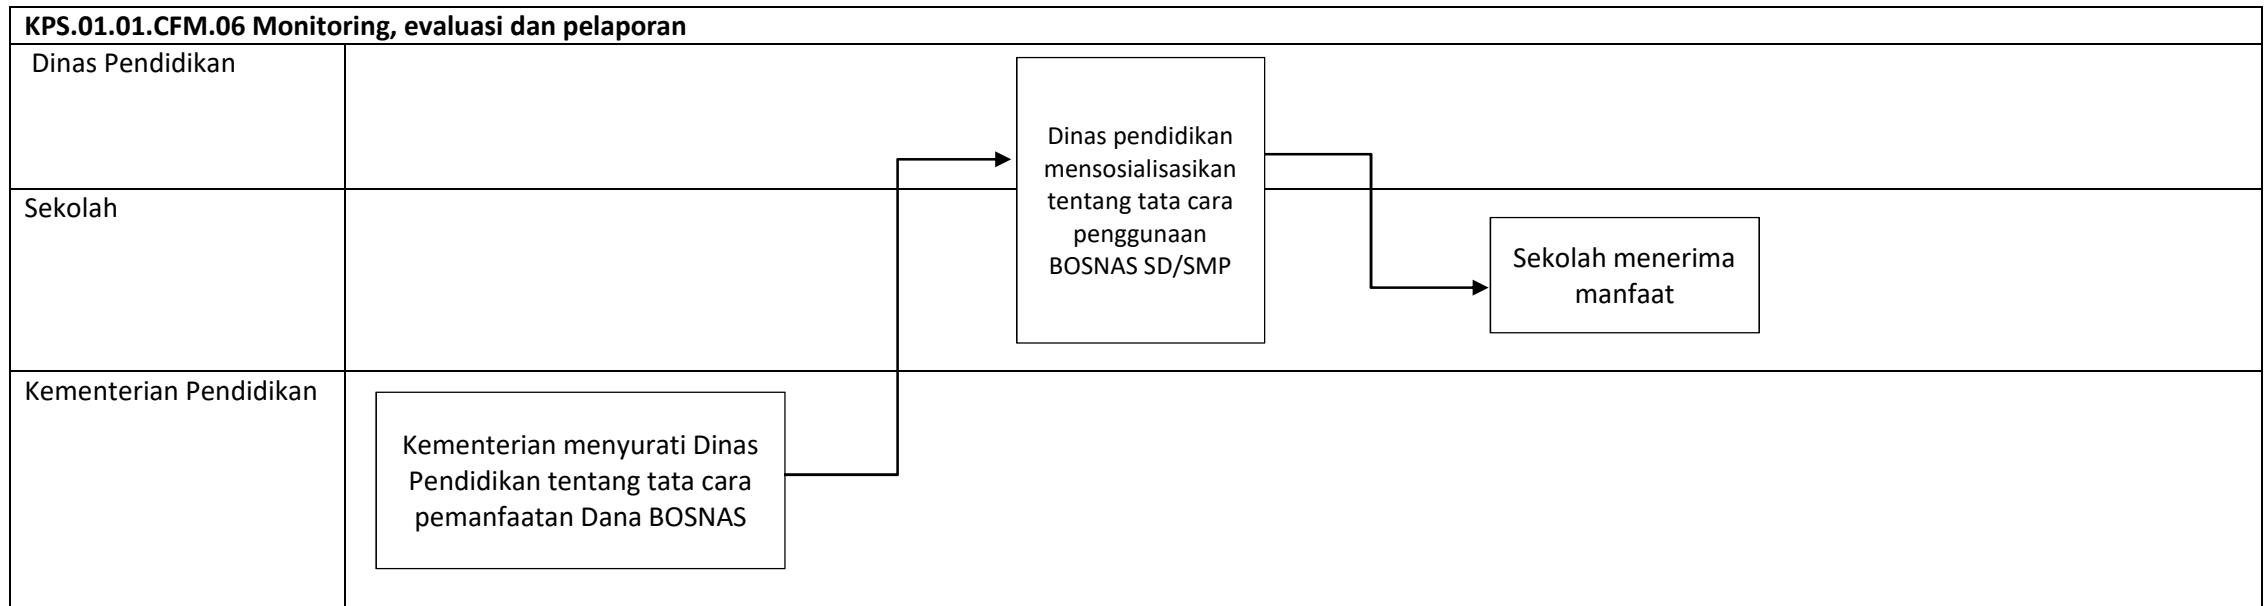 KPS.01.01.CFM.06 Monitoring, evaluasi dan pelaporan
Dinas Pendidikan
Dinas pendidikan
mensosialisasikan
tentang tata cara
penggunaan
BOSNAS SD/SMP
Sekolah
Sekolah menerima
manfaat
Kementerian Pendidikan
Kementerian menyurati Dinas
Pendidikan tentang tata cara
pemanfaatan Dana BOSNAS